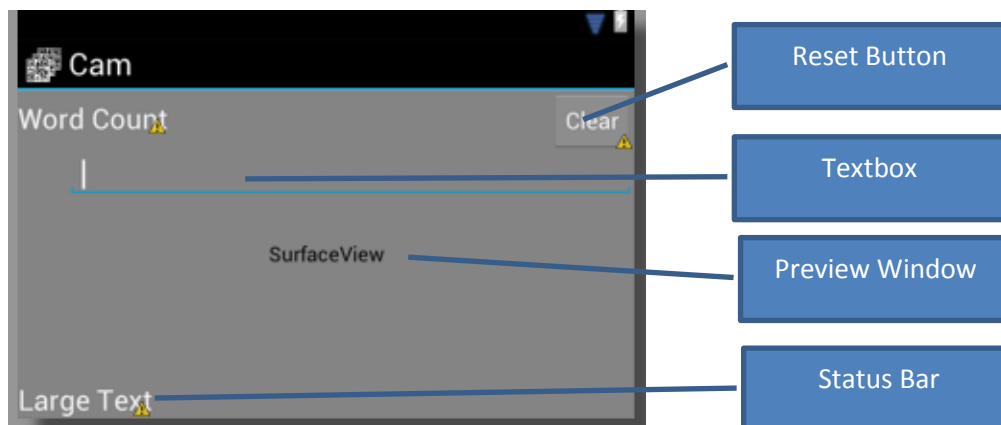 Cam
Word Count
Clear
SurfaceView
Large Text
Reset Button
Textbox
Preview Window
Status Bar